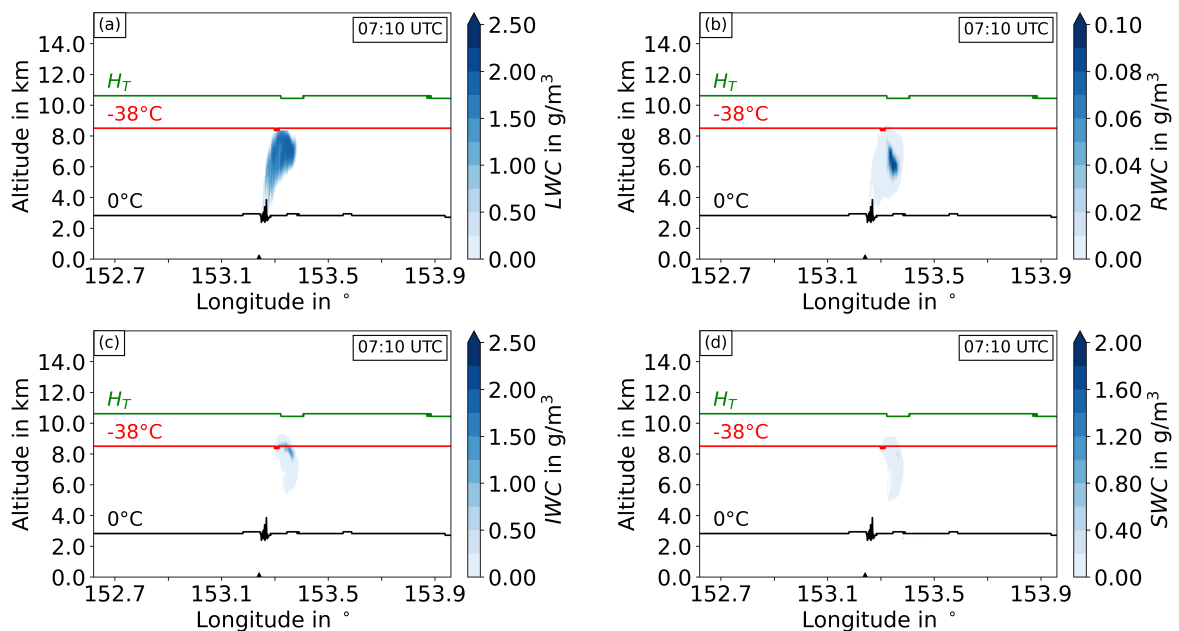 (a)
07:10 UTC
14.0
12.0
10.0
8.0
6.0
4.0
2.0
0.0
Altitude in km
H_T
-38°C
0°C
152.7 153.1 153.5 153.9
Longitude in °
2.50
2.00
1.50
1.00
0.50
0.00
LWC in g/m³
(b)
07:10 UTC
14.0
12.0
10.0
8.0
6.0
4.0
2.0
0.0
Altitude in km
H_T
-38°C
0°C
152.7 153.1 153.5 153.9
Longitude in °
0.10
0.08
0.06
0.04
0.02
0.00
RWC in g/m³
(c)
07:10 UTC
14.0
12.0
10.0
8.0
6.0
4.0
2.0
0.0
Altitude in km
H_T
-38°C
0°C
152.7 153.1 153.5 153.9
Longitude in °
2.50
2.00
1.50
1.00
0.50
0.00
IWC in g/m³
(d)
07:10 UTC
14.0
12.0
10.0
8.0
6.0
4.0
2.0
0.0
Altitude in km
H_T
-38°C
0°C
152.7 153.1 153.5 153.9
Longitude in °
2.00
1.60
1.20
0.80
0.40
0.00
SWC in g/m³